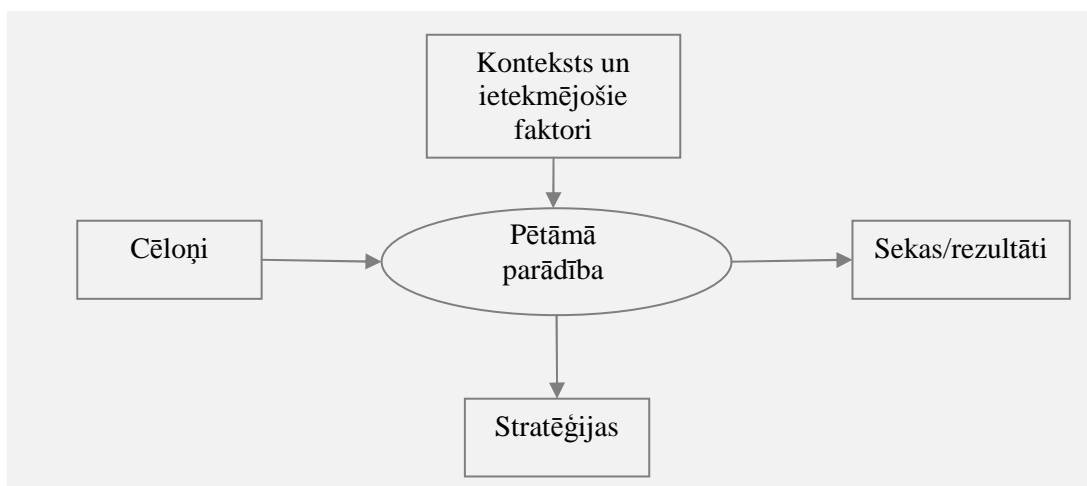 Konteksts un
ietekmējošie
faktori
Cēloņi
Pētāmā
parādība
Sekas/rezultāti
Stratēģijas